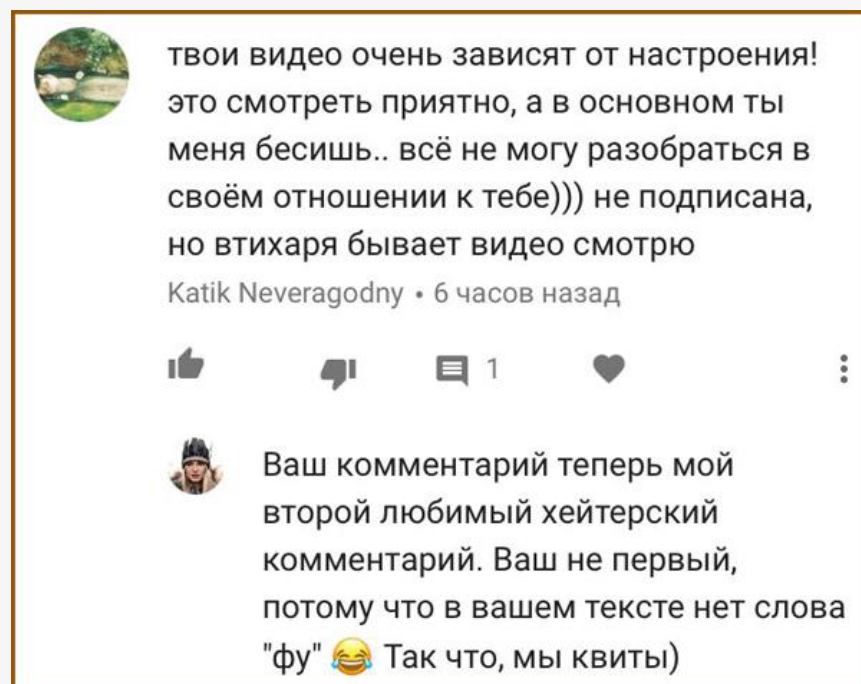 твои видео очень зависят от настроения!
это смотреть приятно, а в основном ты
меня бесишь.. всё не могу разобраться в
своём отношении к тебе))) не подписана,
но втихаря бывает видео смотрю
Katik Neveragodny • 6 часов назад
1
Ваш комментарий теперь мой
второй любимый хейтерский
комментарий. Ваш не первый,
потому что в вашем тексте нет слова
"фу" 😂 Так что, мы квиты)